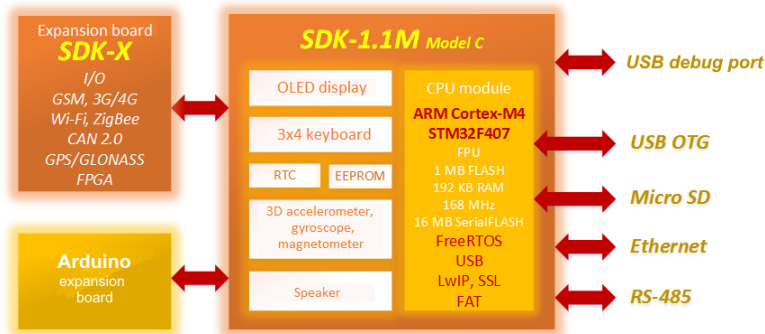 Expansion board
SDK-X
I/O
GSM, 3G/4G
Wi-Fi, ZigBee
CAN 2.0
GPS/GLONASS
FPGA
Arduino
expansion
board
SDK-1.1M Model C
OLED display
3x4 keyboard
RTC
EEPROM
3D accelerometer,
gyroscope,
magnetometer
Speaker
CPU module
ARM Cortex-M4
STM32F407
FPU
1 MB FLASH
192 KB RAM
168 MHz
16 MB SerialFLASH
FreeRTOS
USB
LwIP, SSL
FAT
USB debug port
USB OTG
Micro SD
Ethernet
RS-485